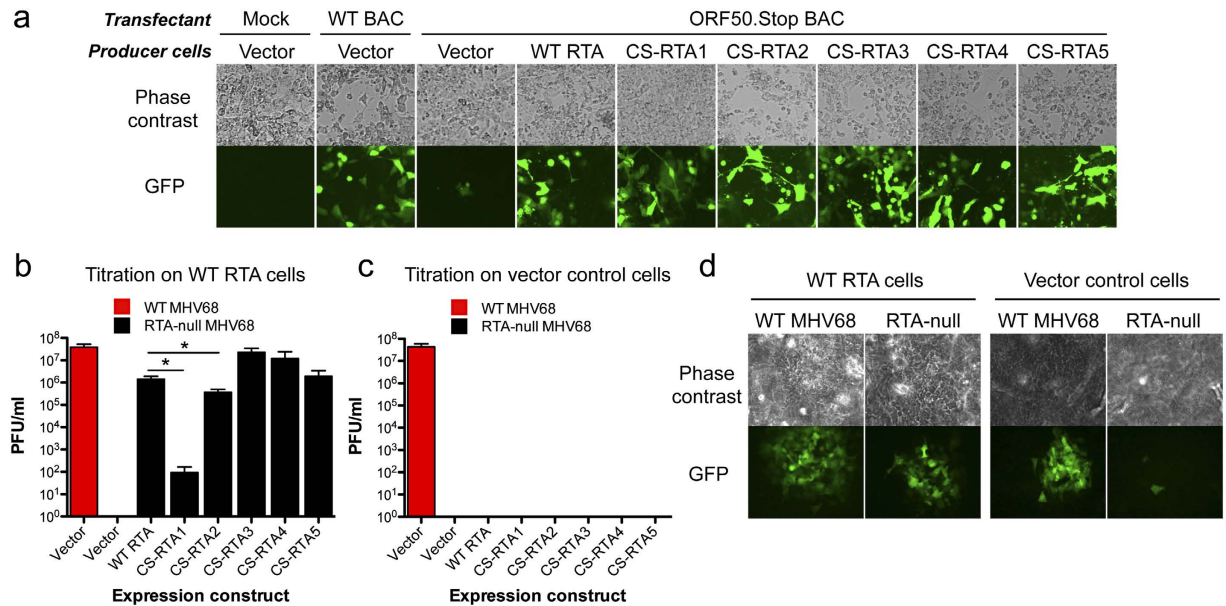 a
Transfectant Mock WT BAC ORF50.Stop BAC
Producer cells Vector Vector Vector WT RTA CS-RTA1 CS-RTA2 CS-RTA3 CS-RTA4 CS-RTA5
Phase contrast
GFP
b
Titration on WT RTA cells
WT MHV68
RTA-null MHV68
PFU/ml
10⁸
10⁷
10⁶
10⁵
10⁴
10³
10²
10¹
10⁰
*
*
Vector Vector WT RTA CS-RTA1 CS-RTA2 CS-RTA3 CS-RTA4 CS-RTA5
Expression construct
c
Titration on vector control cells
WT MHV68
RTA-null MHV68
PFU/ml
10⁸
10⁷
10⁶
10⁵
10⁴
10³
10²
10¹
10⁰
Vector Vector WT RTA CS-RTA1 CS-RTA2 CS-RTA3 CS-RTA4 CS-RTA5
Expression construct
d
WT RTA cells Vector control cells
WT MHV68 RTA-null WT MHV68 RTA-null
Phase contrast
GFP